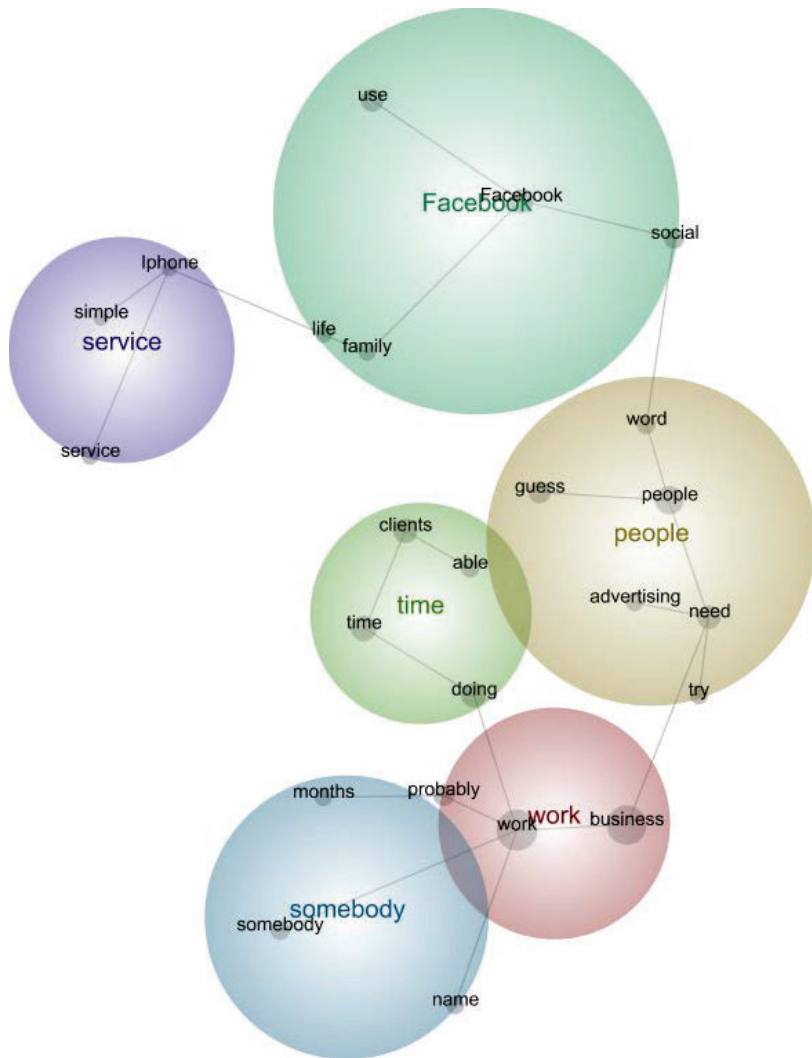 use
Facebook
Facebook
social
Iphone
simple
service
life
family
service
word
guess
people
clients
people
able
advertising
time
need
time
doing
try
months
probably
work
work
business
somebody
somebody
name